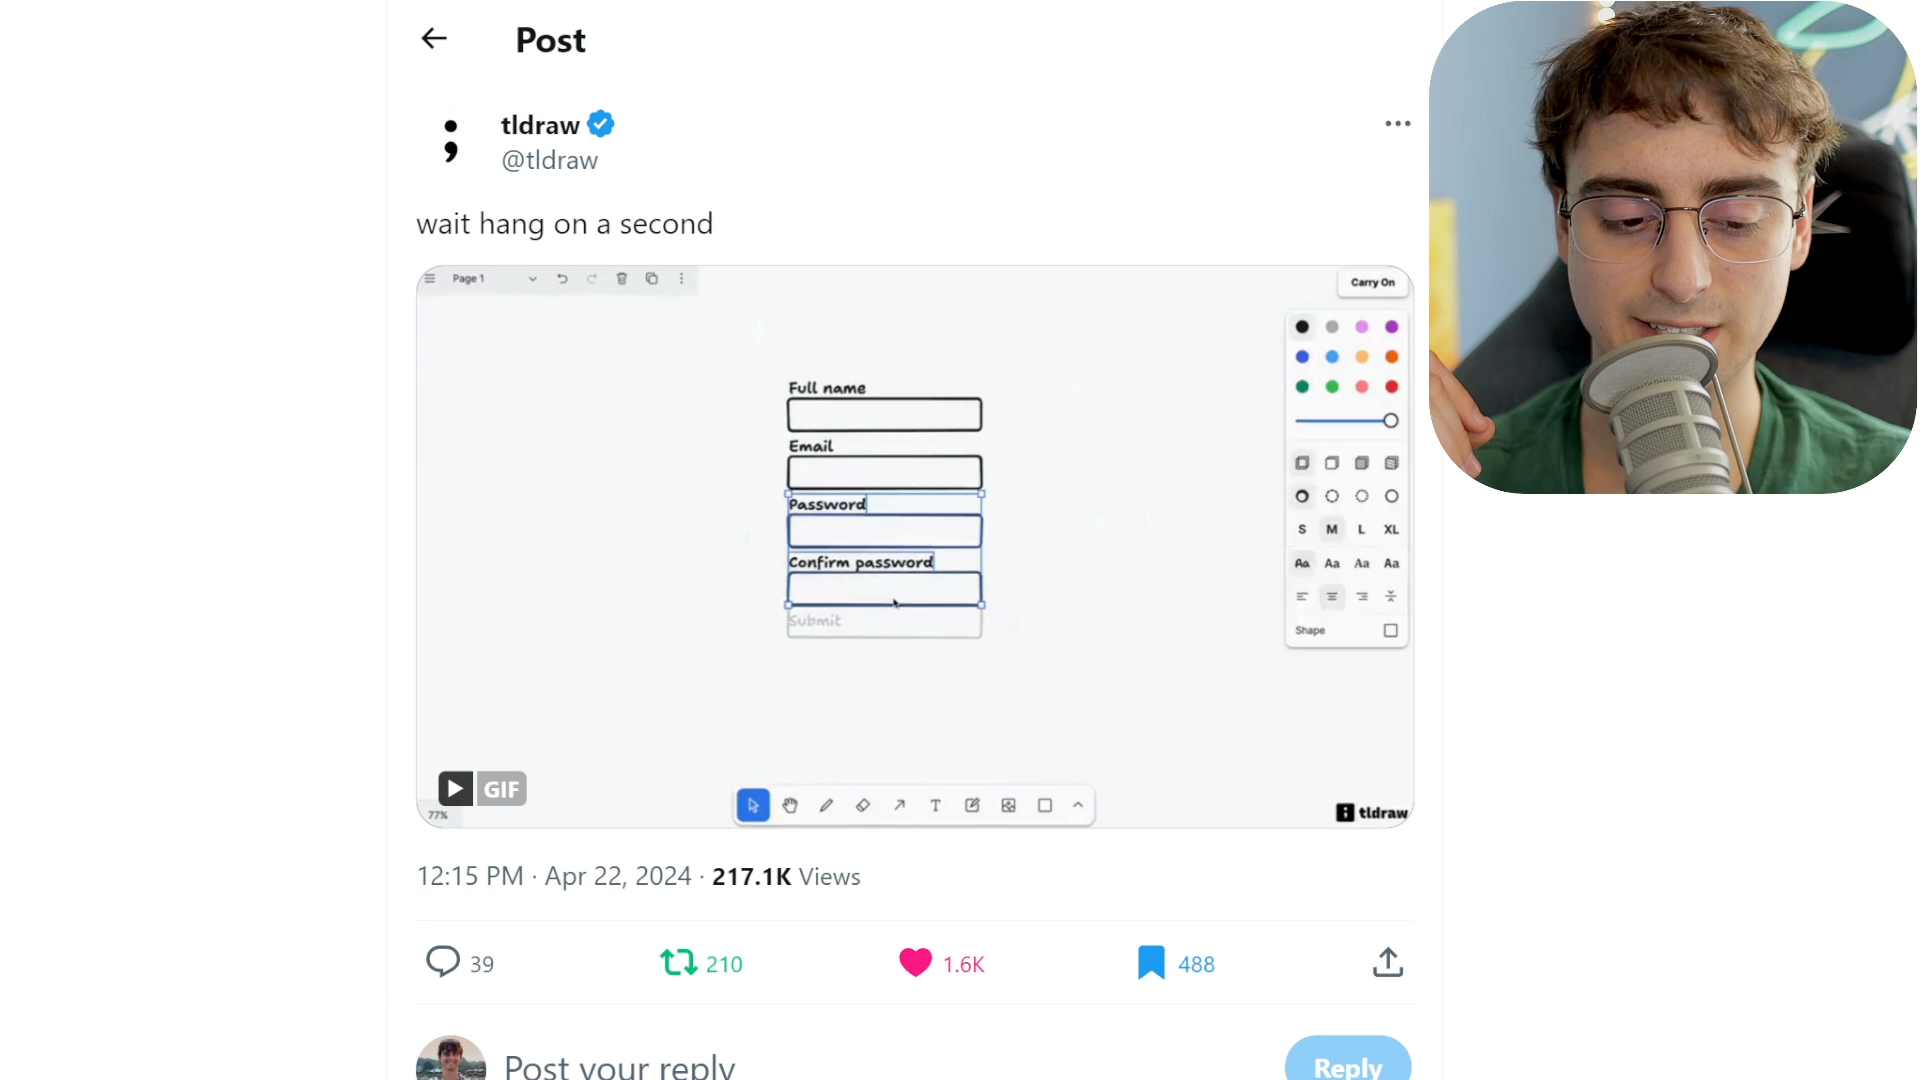 Post
tldraw
@tldraw
wait hang on a second
Page 1
Carry On
Full name
Email
Password
Confirm password
Submit
S M L XL
Aa Aa Aa Aa
Shape
GIF
77%
T
tldraw
12:15 PM · Apr 22, 2024 · 217.1K Views
39 210 1.6K 488
Post your reply
Reply